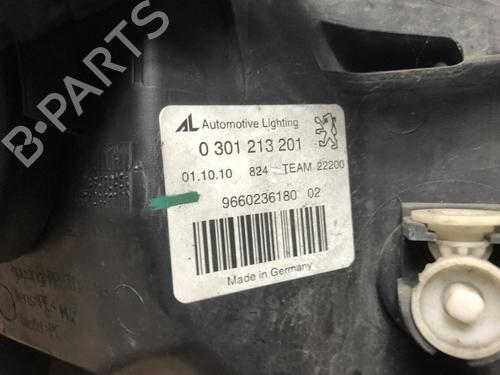 B-PARTS
AL Automotive Lighting
0 301 213 201
01.10.10 824 TEAM 22200
9660236180 02
Made in Germany